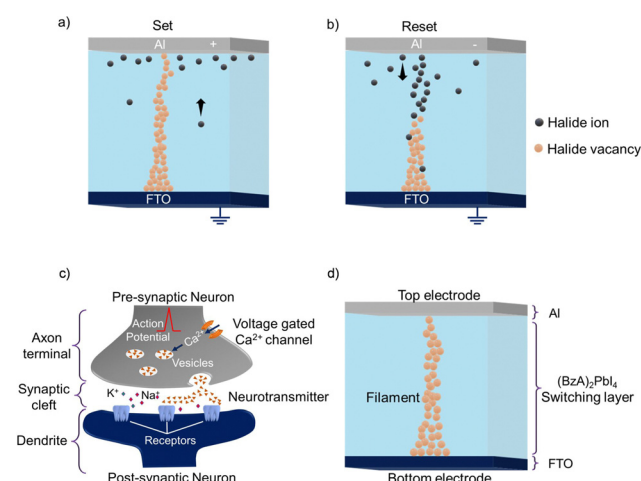 a)
Set
Al
+
FTO
b)
Reset
Al
-
FTO
Halide ion
Halide vacancy
c)
Pre-synaptic Neuron
Action
Potential
Ca²⁺
Vesicles
Voltage gated
Ca²⁺ channel
Axon
terminal
Synaptic
cleft
K⁺
Na⁺
Neurotransmitter
Dendrite
Receptors
Post-synaptic Neuron
d)
Top electrode
Al
Filament
(BzA)₂PbI₄
Switching layer
FTO
Bottom electrode